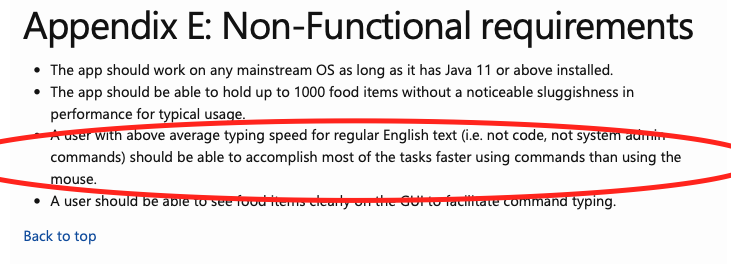 Appendix E: Non-Functional requirements
• The app should work on any mainstream OS as long as it has Java 11 or above installed.
• The app should be able to hold up to 1000 food items without a noticeable sluggishness in
performance for typical usage.
• A user with above average typing speed for regular English text (i.e. not code, not system admin
commands) should be able to accomplish most of the tasks faster using commands than using the
mouse.
• A user should be able to see food items clearly on the GUI to facilitate command typing.
Back to top